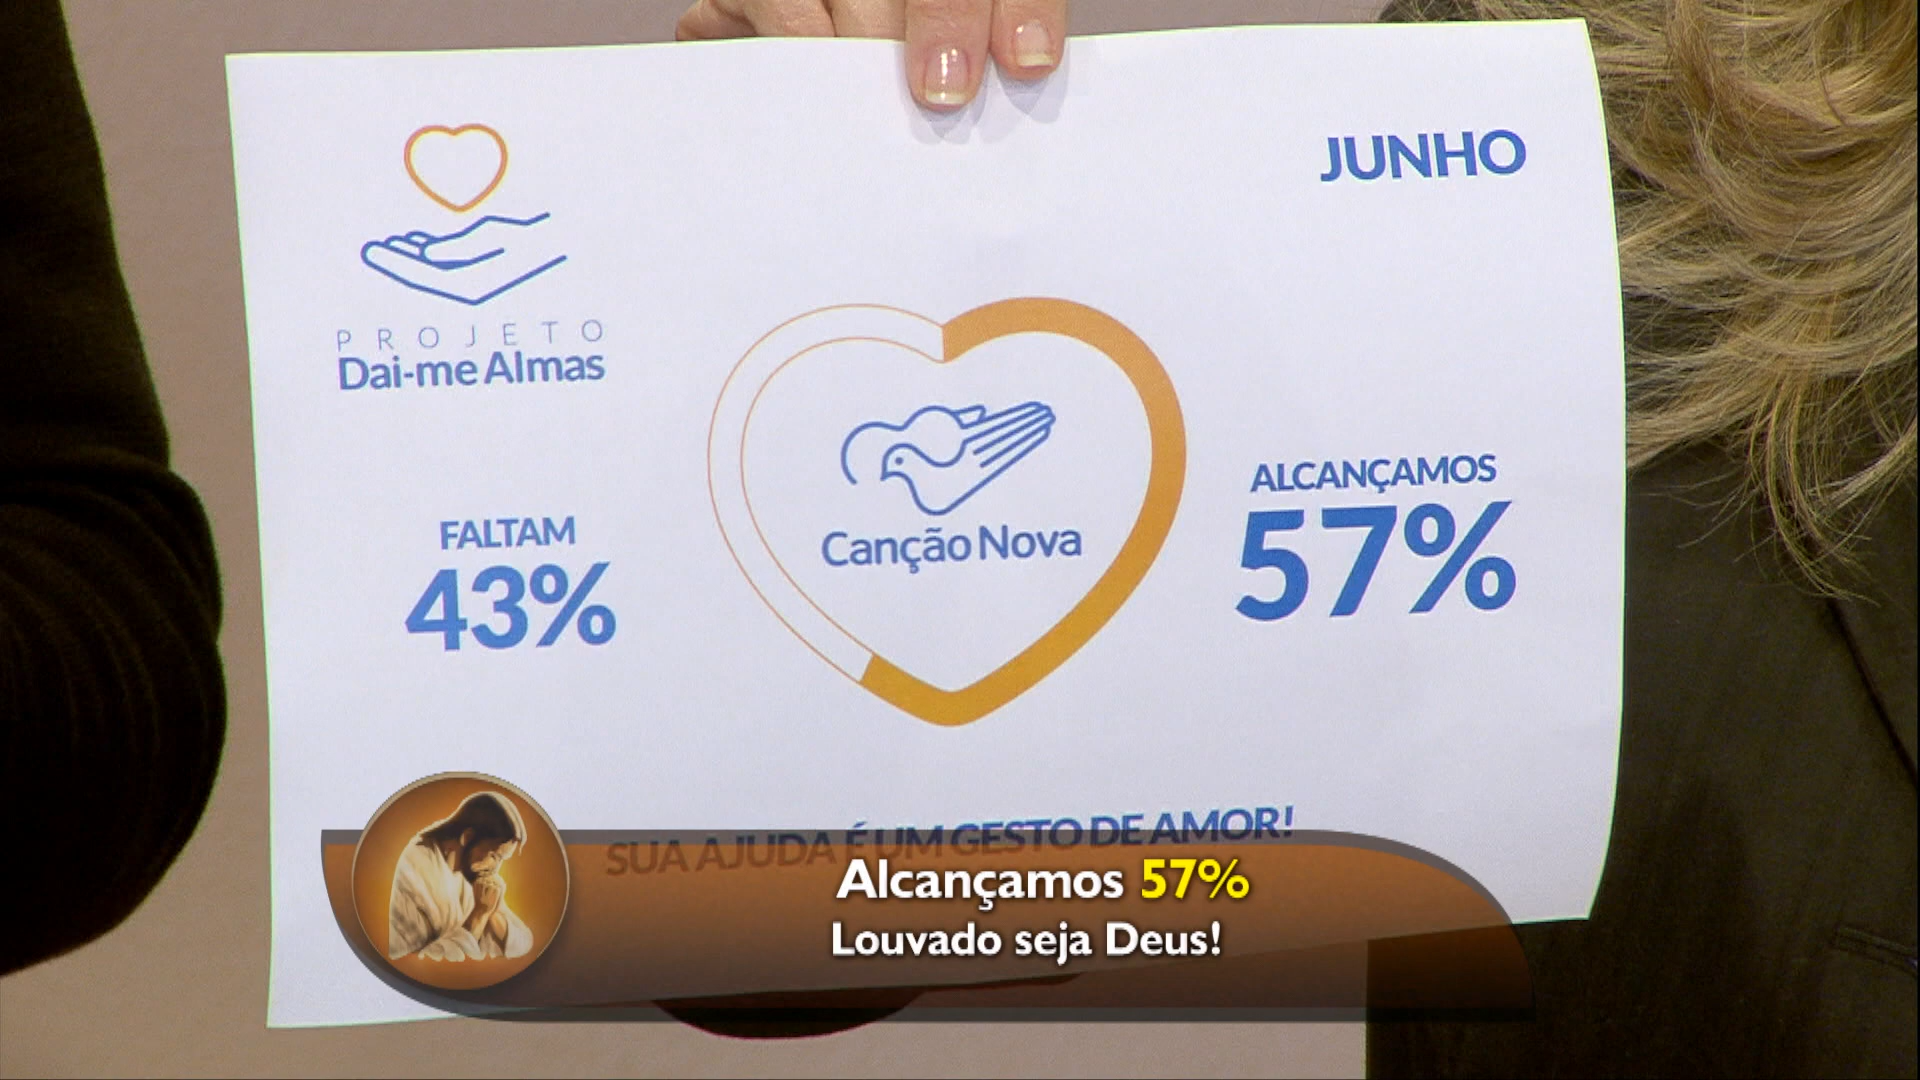 JUNHO
PROJETO
Dai-me Almas
Canção Nova
ALCANÇAMOS
57%
FALTAM
43%
SUA AJUDA É UM GESTO DE AMOR!
Alcançamos 57%
Louvado seja Deus!